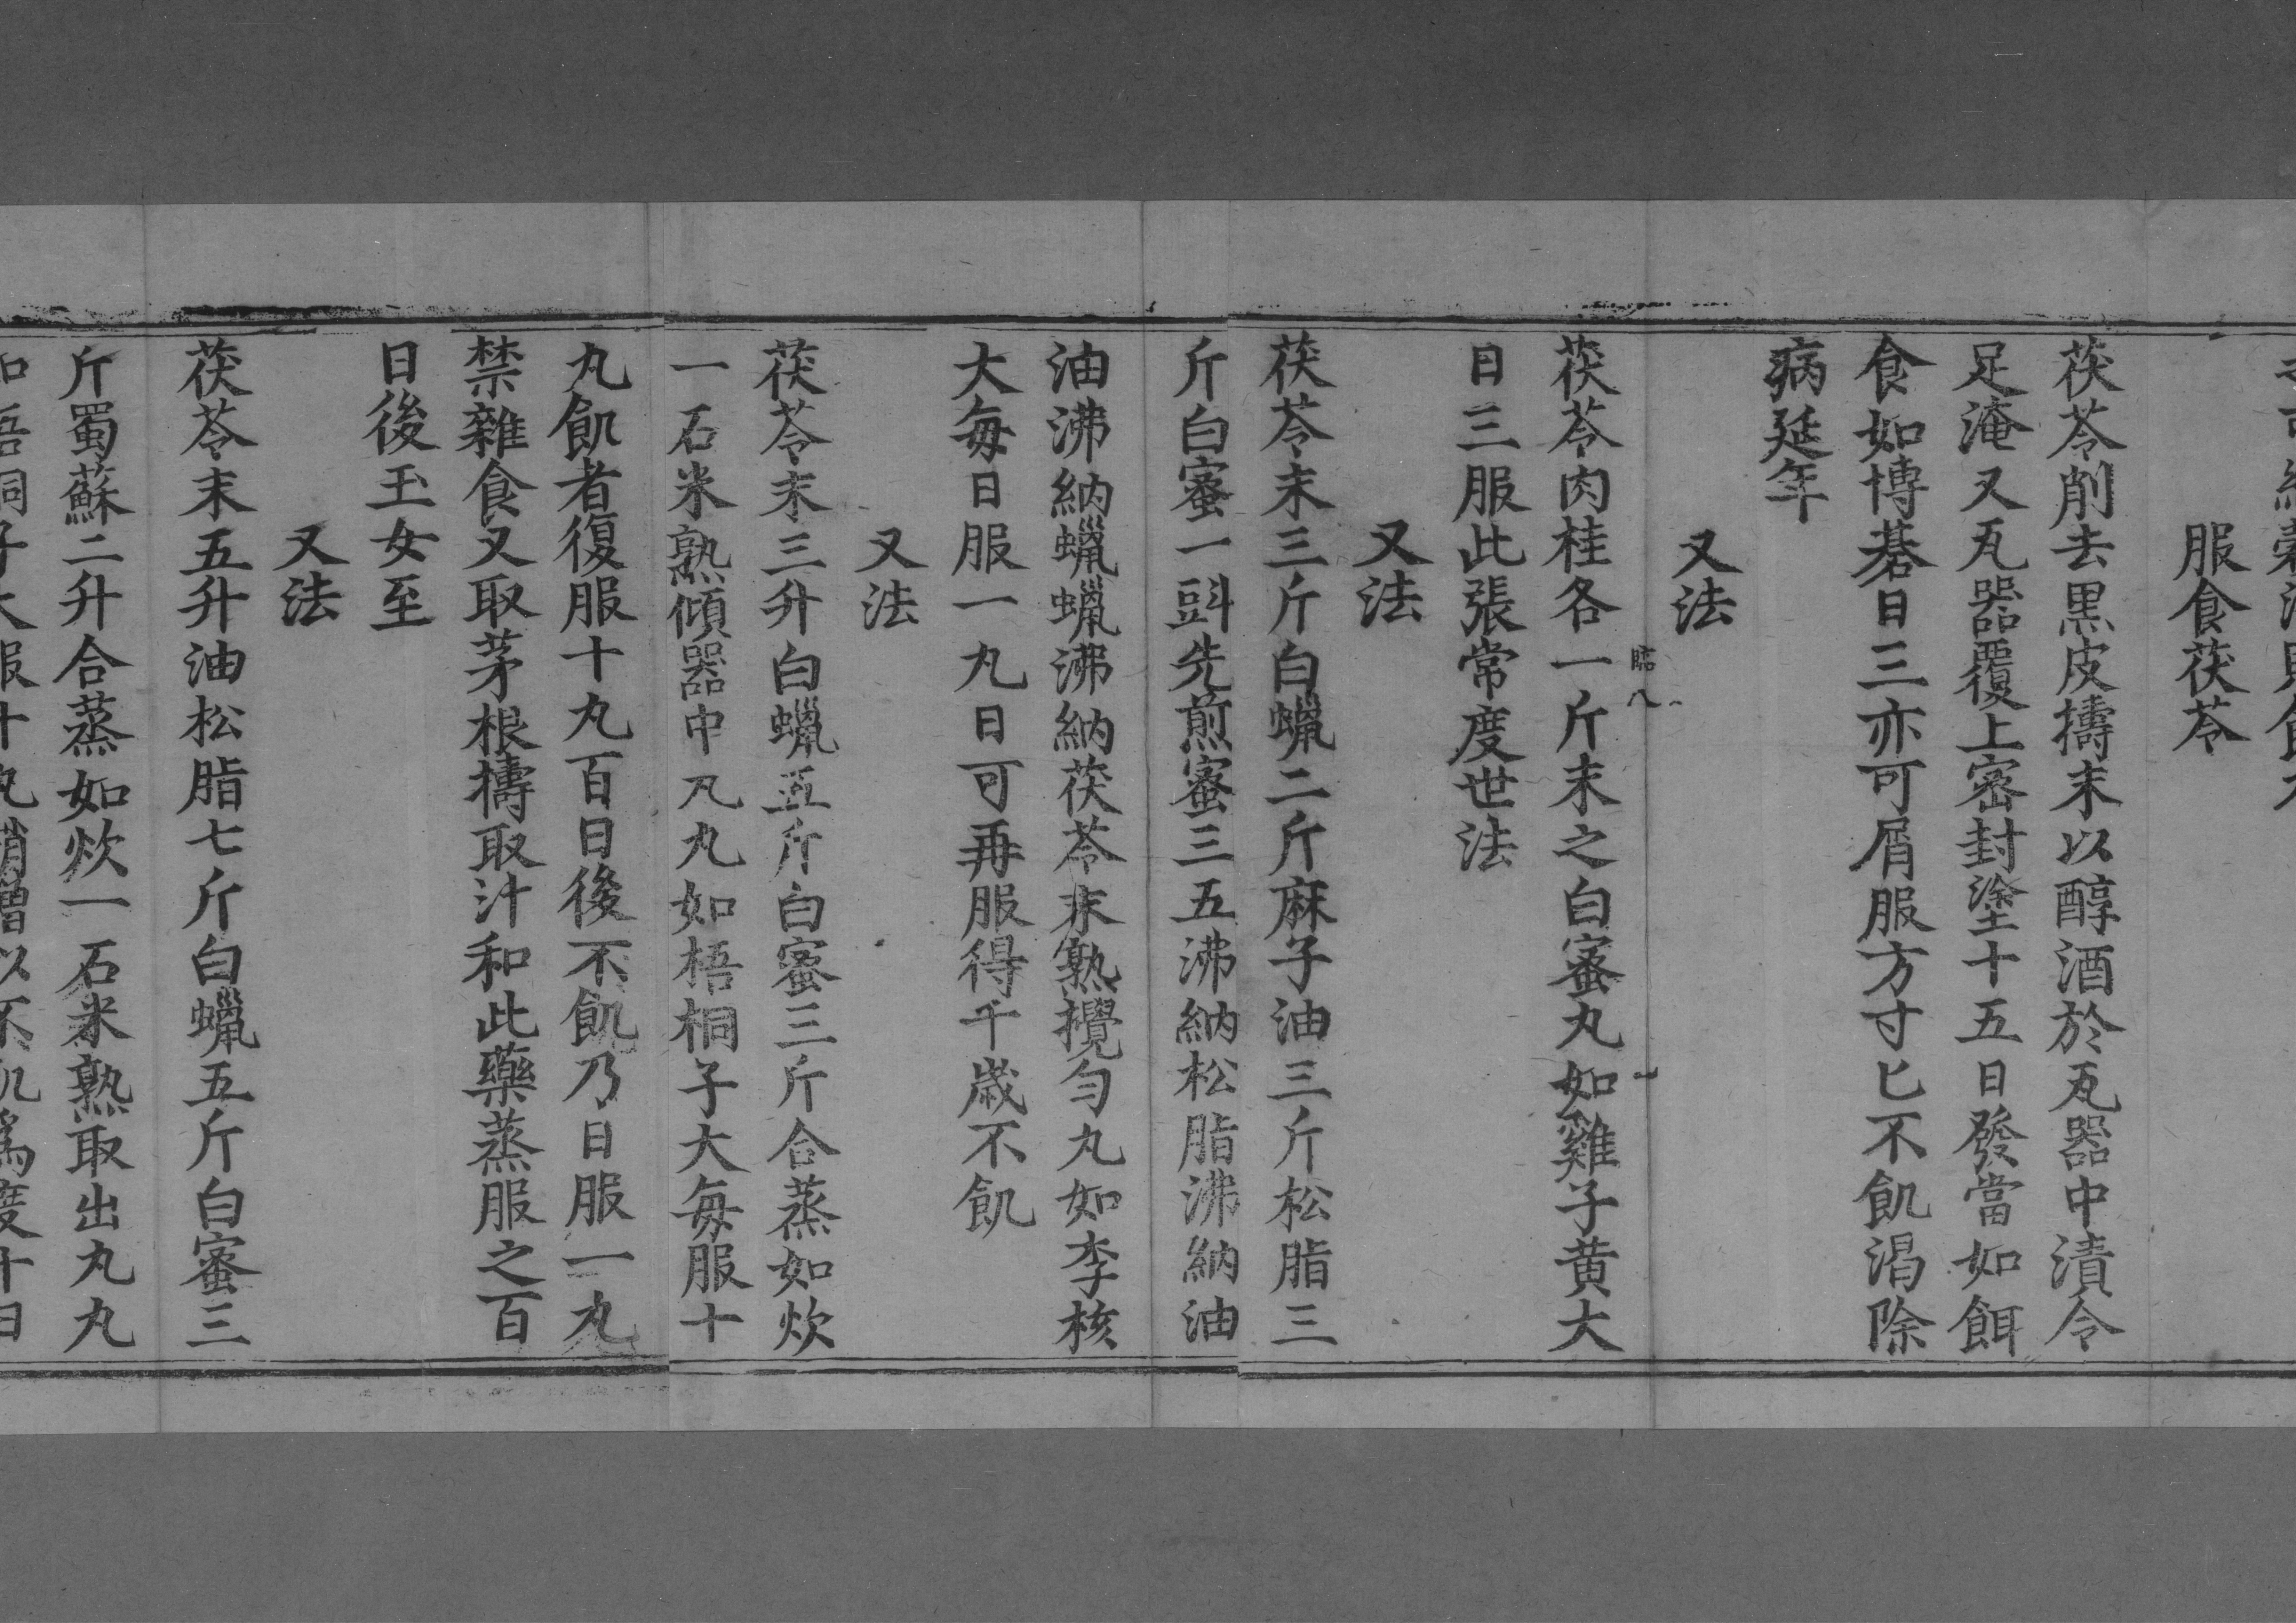 服食茯苓
茯苓削去黒皮擣末以醇酒於瓦器中漬令
足淹又瓦器覆上密封塗十五日發當如餌
食如博碁日三亦可屑服方寸匕不飢渴除
病延年
又法
茯苓肉桂各一斤末之白蜜丸如雞子黄大
日三服此張常度世法
又法
茯苓末三斤白蠟二斤麻子油三斤松脂三
斤白蜜一㪷先煎蜜三五沸納松脂沸納油
油沸納蠟蠟沸納茯苓末熟攪勻丸如李核
大每日服一丸日可再服得千歲不飢
又法
茯苓末三升白蠟五斤白蜜三斤合蒸如炊
一石米熟傾器中凡丸如梧桐子大每服十
丸飢者復服十丸百日後不飢乃日服一丸
禁雜食又取茅根擣取汁和此藥蒸服之百
日後玉女至
又法
茯苓末五升油松脂七斤白蠟五斤白蜜三
斤蜀蘇二升合蒸如炊一石米熟取出丸丸